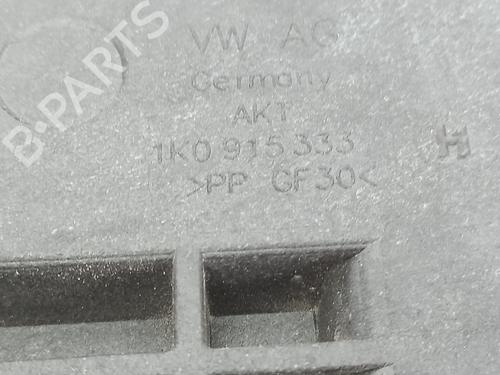 B-PARTS
VW AG
Germany
AKT
1K0 915 333 H
>PP GF30<